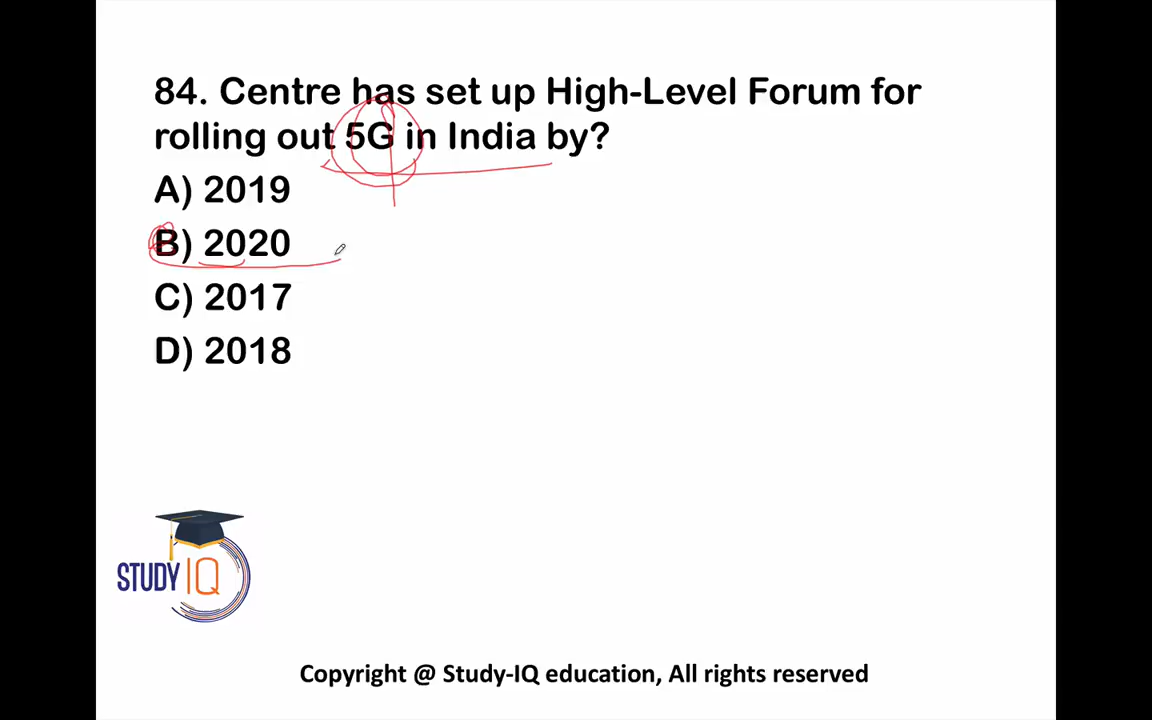 84. Centre has set up High-Level Forum for
rolling out 5G in India by?
A) 2019
B) 2020
C) 2017
D) 2018
STUDY IQ
Copyright @ Study-IQ education, All rights reserved